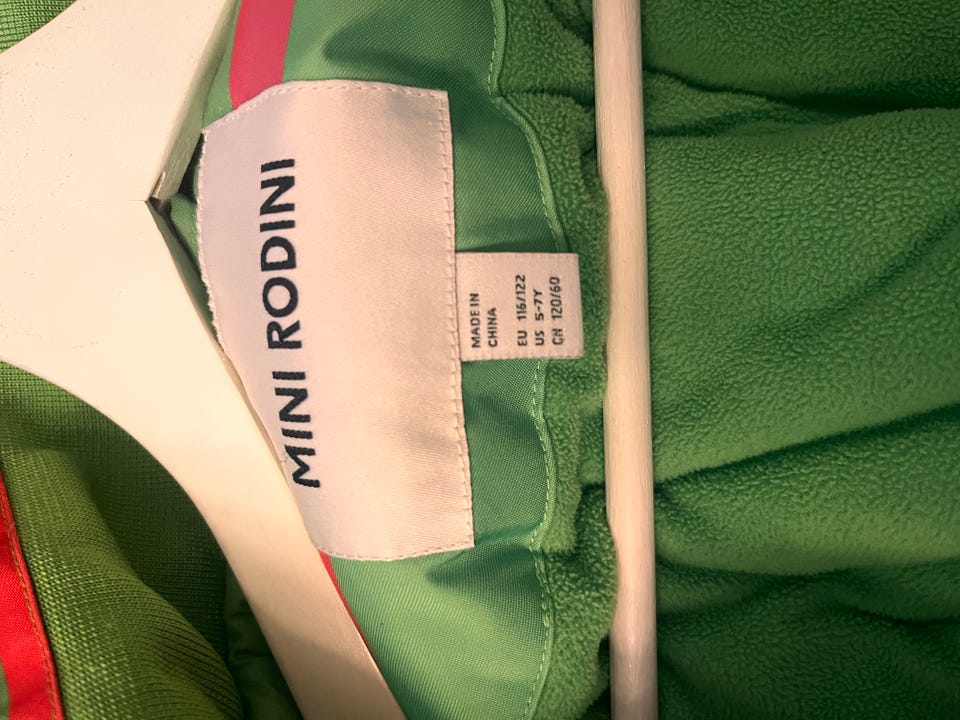 MINI RODINI
MADE IN
CHINA
EU 116/122
US 5-7Y
CN 120/60